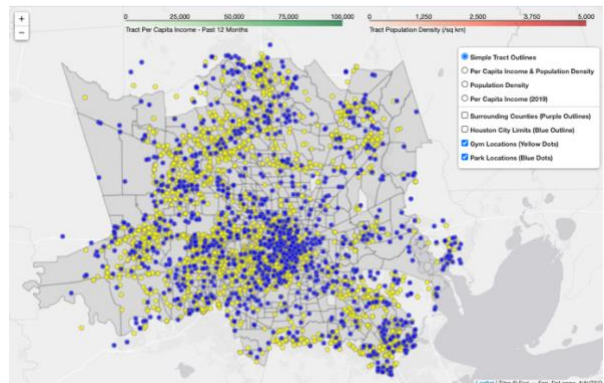 +
−
0 25,000 50,000 75,000 100,000
Tract Per Capita Income - Past 12 Months
0 1,250 2,500 3,750 5,000
Tract Population Density (/sq km)
Simple Tract Outlines
Per Capita Income & Population Density
Population Density
Per Capita Income (2019)
Surrounding Counties (Purple Outlines)
Houston City Limits (Blue Outline)
Gym Locations (Yellow Dots)
Park Locations (Blue Dots)
Leaflet